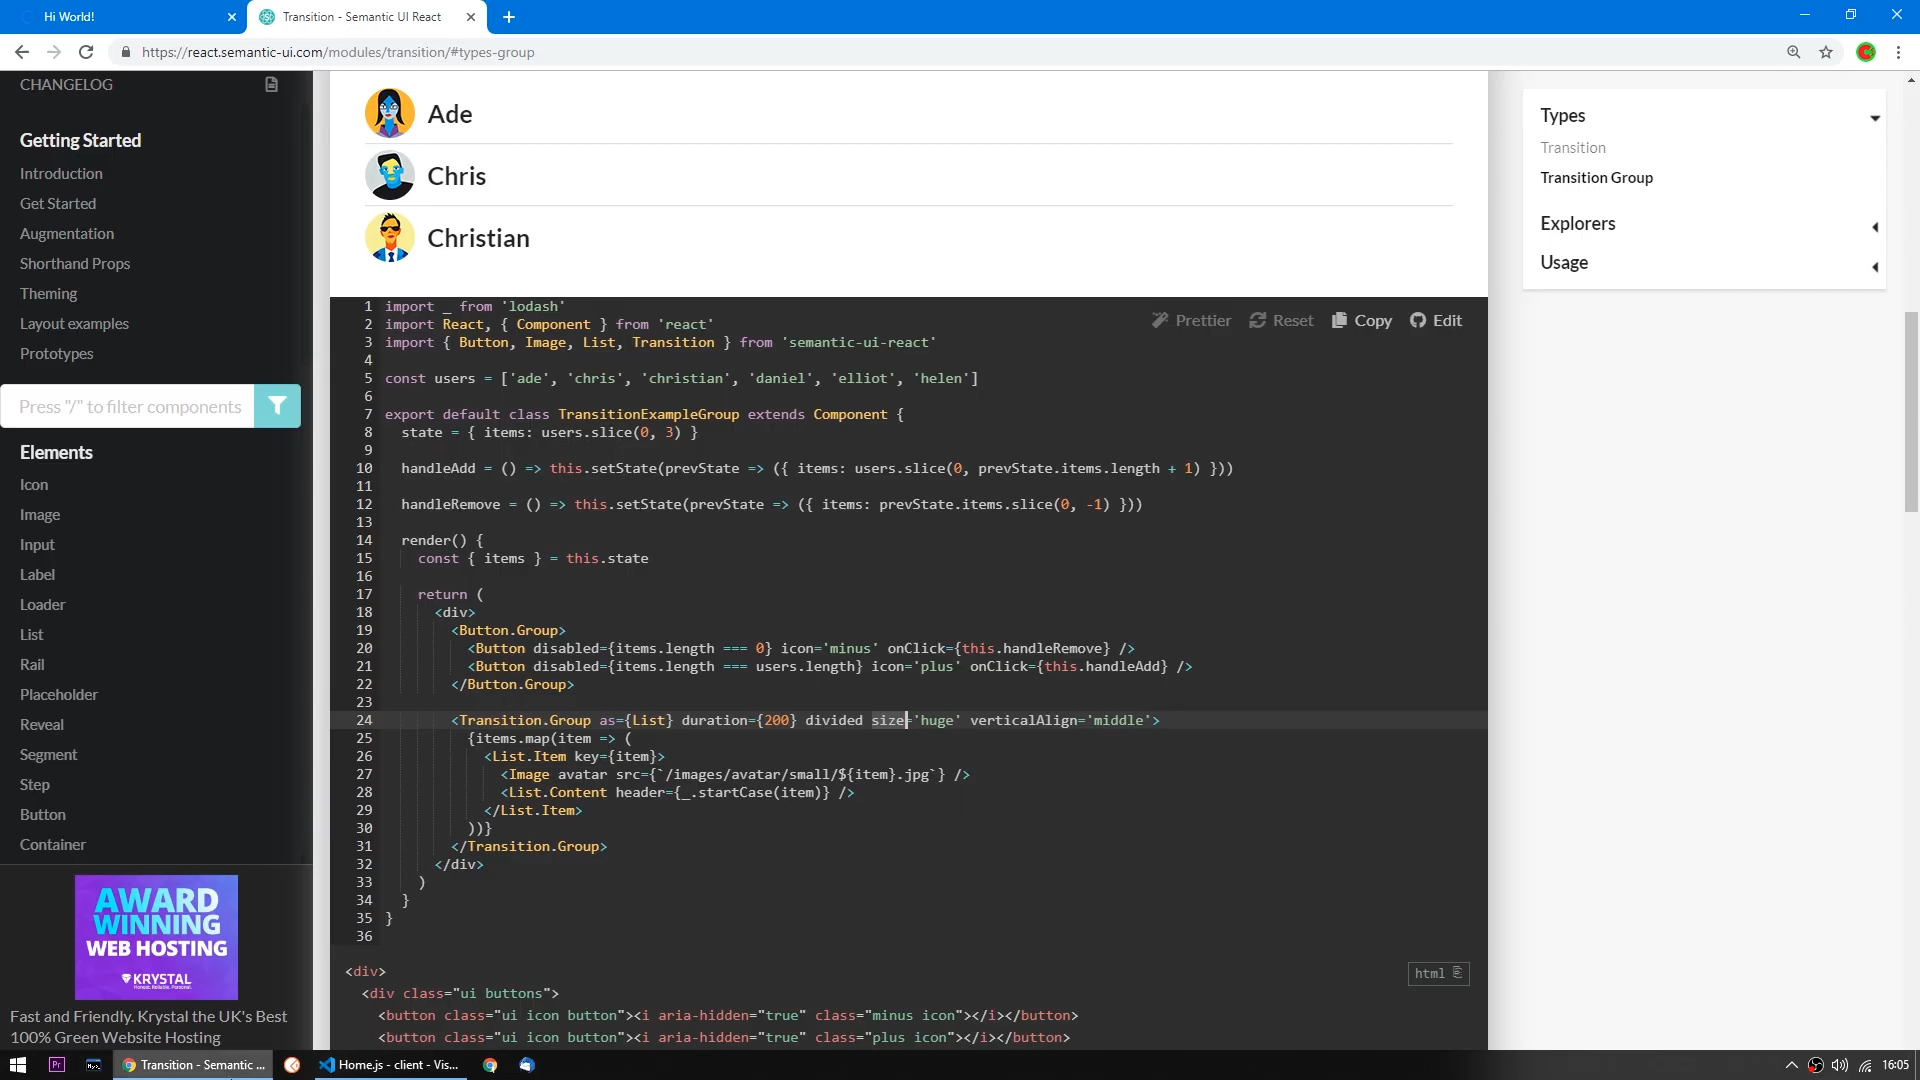 Hi World!
Transition - Semantic UI React
https://react.semantic-ui.com/modules/transition/#types-group
CHANGELOG
Getting Started
Introduction
Get Started
Augmentation
Shorthand Props
Theming
Layout examples
Prototypes
Press "/" to filter components
Elements
Icon
Image
Input
Label
Loader
List
Rail
Placeholder
Reveal
Segment
Step
Button
Container
AWARD
WINNING
WEB HOSTING
KRYSTAL
Honest. Reliable. Personal.
Fast and Friendly. Krystal the UK's Best
100% Green Website Hosting
Ade
Chris
Christian
Prettier Reset Copy Edit
1 import _ from 'lodash'
2 import React, { Component } from 'react'
3 import { Button, Image, List, Transition } from 'semantic-ui-react'
4
5 const users = ['ade', 'chris', 'christian', 'daniel', 'elliot', 'helen']
6
7 export default class TransitionExampleGroup extends Component {
8 state = { items: users.slice(0, 3) }
9
10 handleAdd = () => this.setState(prevState => ({ items: users.slice(0, prevState.items.length + 1) }))
11
12 handleRemove = () => this.setState(prevState => ({ items: prevState.items.slice(0, -1) }))
13
14 render() {
15 const { items } = this.state
16
17 return (
18 <div>
19 <Button.Group>
20 <Button disabled={items.length === 0} icon='minus' onClick={this.handleRemove} />
21 <Button disabled={items.length === users.length} icon='plus' onClick={this.handleAdd} />
22 </Button.Group>
23
24 <Transition.Group as={List} duration={200} divided size='huge' verticalAlign='middle'>
25 {items.map(item => (
26 <List.Item key={item}>
27 <Image avatar src={`/images/avatar/small/${item}.jpg`} />
28 <List.Content header={_.startCase(item)} />
29 </List.Item>
30 ))}
31 </Transition.Group>
32 </div>
33 )
34 }
35 }
36
html
<div>
<div class="ui buttons">
<button class="ui icon button"><i aria-hidden="true" class="minus icon"></i></button>
<button class="ui icon button"><i aria-hidden="true" class="plus icon"></i></button>
Types
Transition
Transition Group
Explorers
Usage
Pr
Transition - Semantic ...
Home.js - client - Vis...
16:05